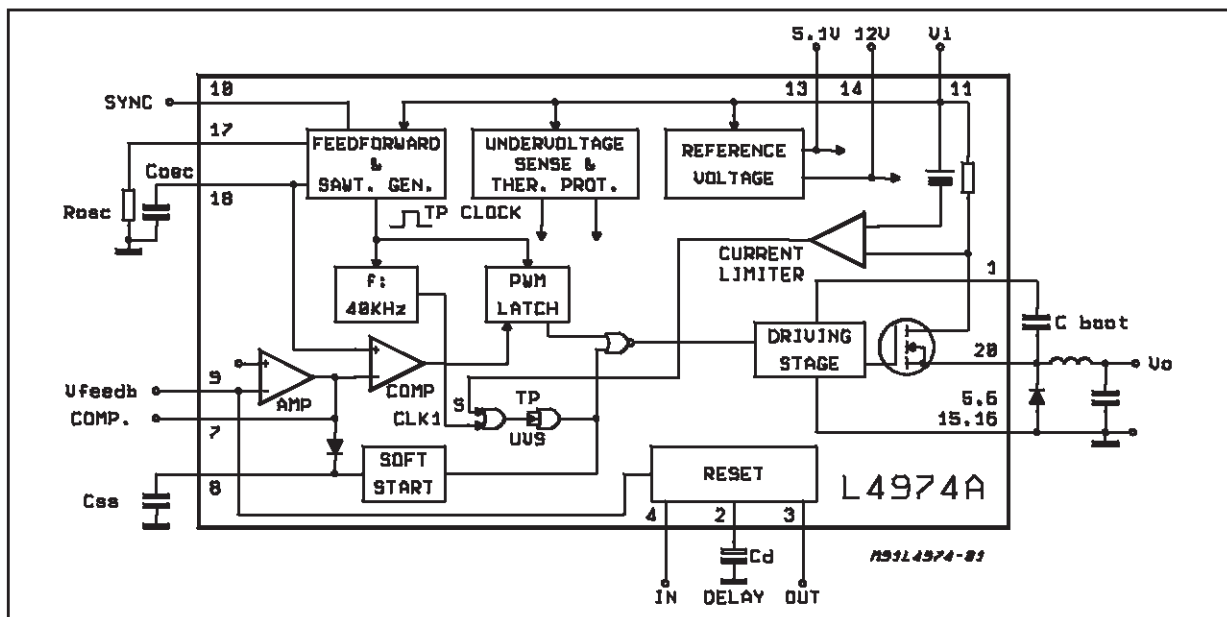 5.1V 12V Vi
10
13 14 11
SYNC
17
Cosc
18
Rosc
FEEDFORWARD
&
SAWT. GEN.
UNDERVOLTAGE
SENSE &
THER. PROT.
REFERENCE
VOLTAGE
TP CLOCK
CURRENT
LIMITER
1
f:
40KHz
PWM
LATCH
C boot
DRIVING
STAGE
20
Vo
+
-
+
-
COMP
AMP
9
Vfeedb
COMP.
7
S
CLK1
TP
UVS
5.6
15.16
SOFT
START
RESET
L4974A
8
Css
4 2 3
Cd
M91L4974-01
IN DELAY OUT